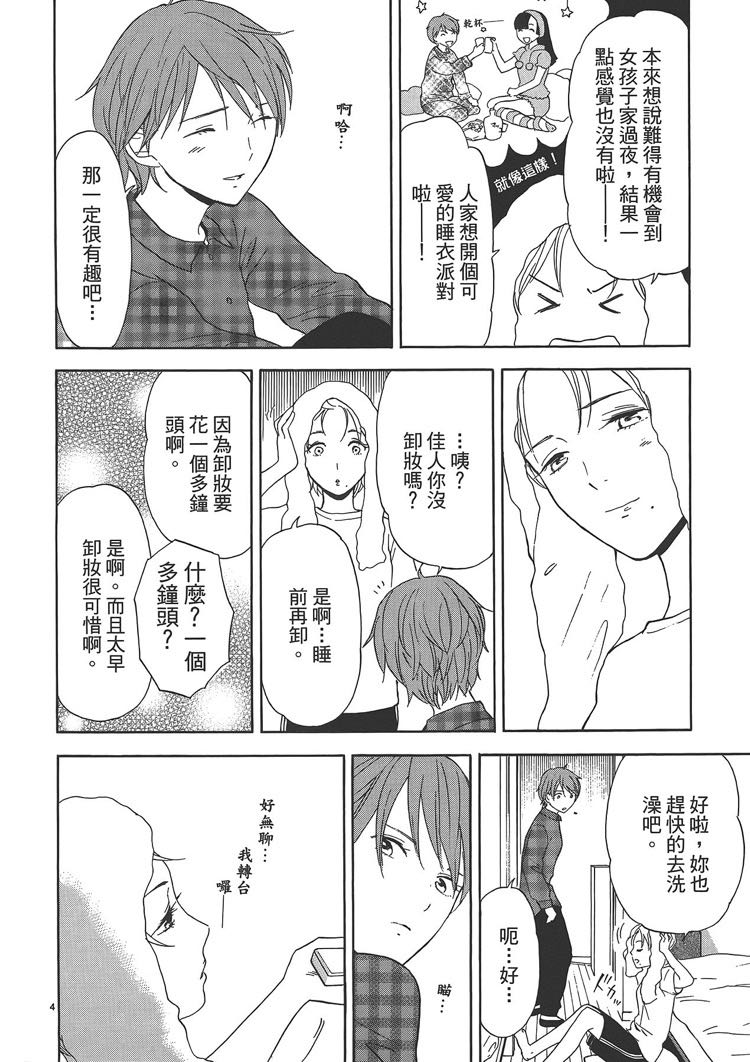 本來想說難得有機會到
女孩子家過夜，結果一
點感覺也沒有啦——！
乾杯——
就像這樣！
人家想開個可
愛的睡衣派對
啦——！
啊哈…
那一定很有趣吧…
…咦？
佳人你沒
卸妝嗎？
是啊…睡
前再卸。
因為卸妝要
花一個多鐘
頭啊。
什麼？一個
多鐘頭？
是啊。而且太早
卸妝很可惜啊。
好啦，妳也
趕快的去洗
澡吧。
呃…好…
瞄…
好無聊…
我轉台
囉——
4